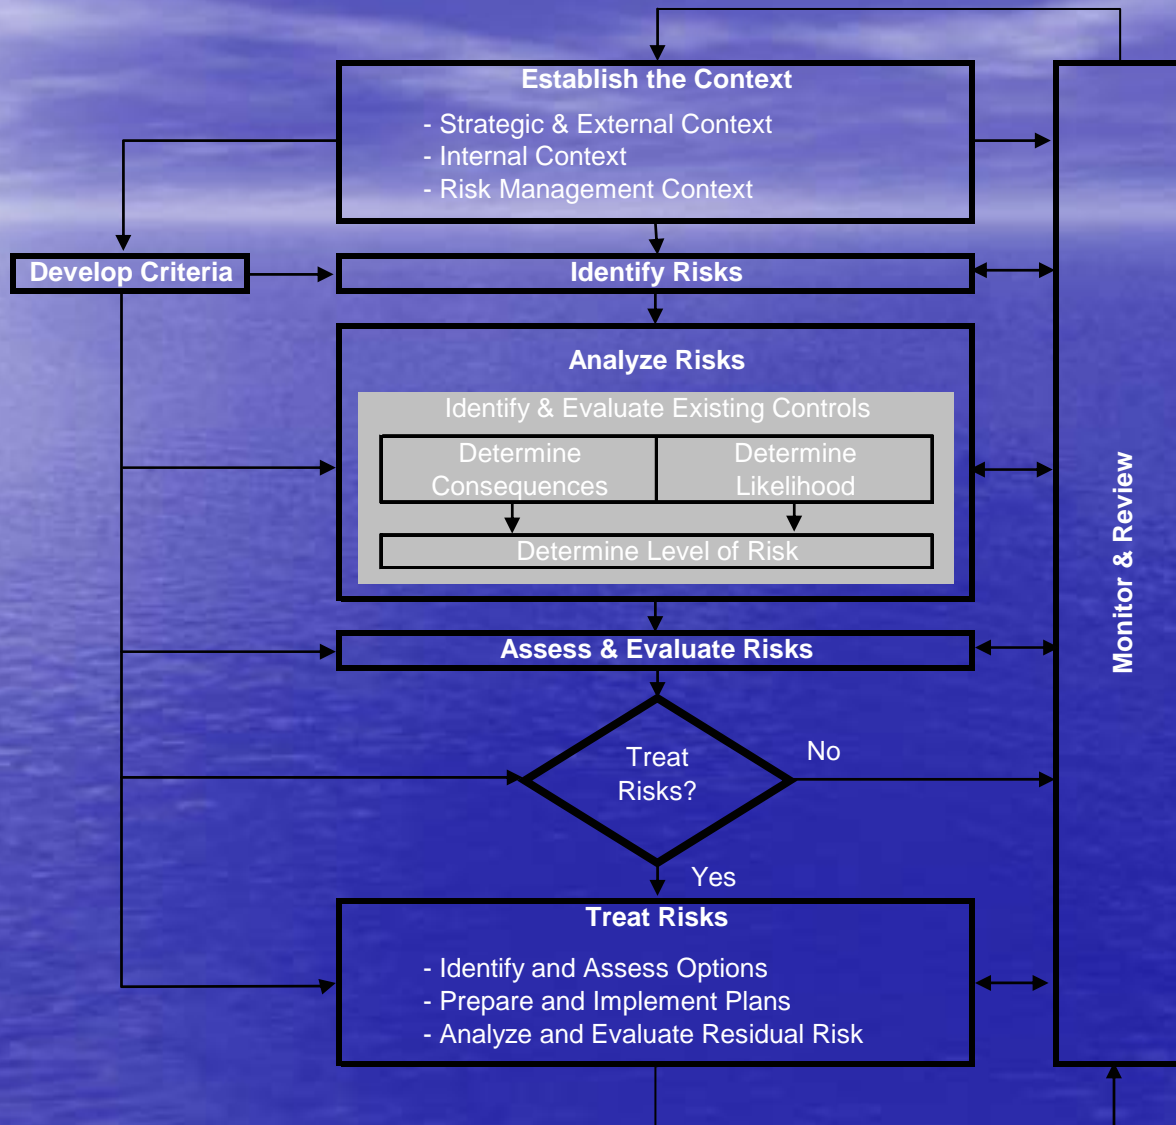 Establish the Context
- Strategic & External Context
- Internal Context
- Risk Management Context
Develop Criteria
Identify Risks
Analyze Risks
Identify & Evaluate Existing Controls
Determine
Consequences
Determine
Likelihood
Determine Level of Risk
Assess & Evaluate Risks
Treat
Risks?
No
Yes
Treat Risks
- Identify and Assess Options
- Prepare and Implement Plans
- Analyze and Evaluate Residual Risk
Monitor & Review